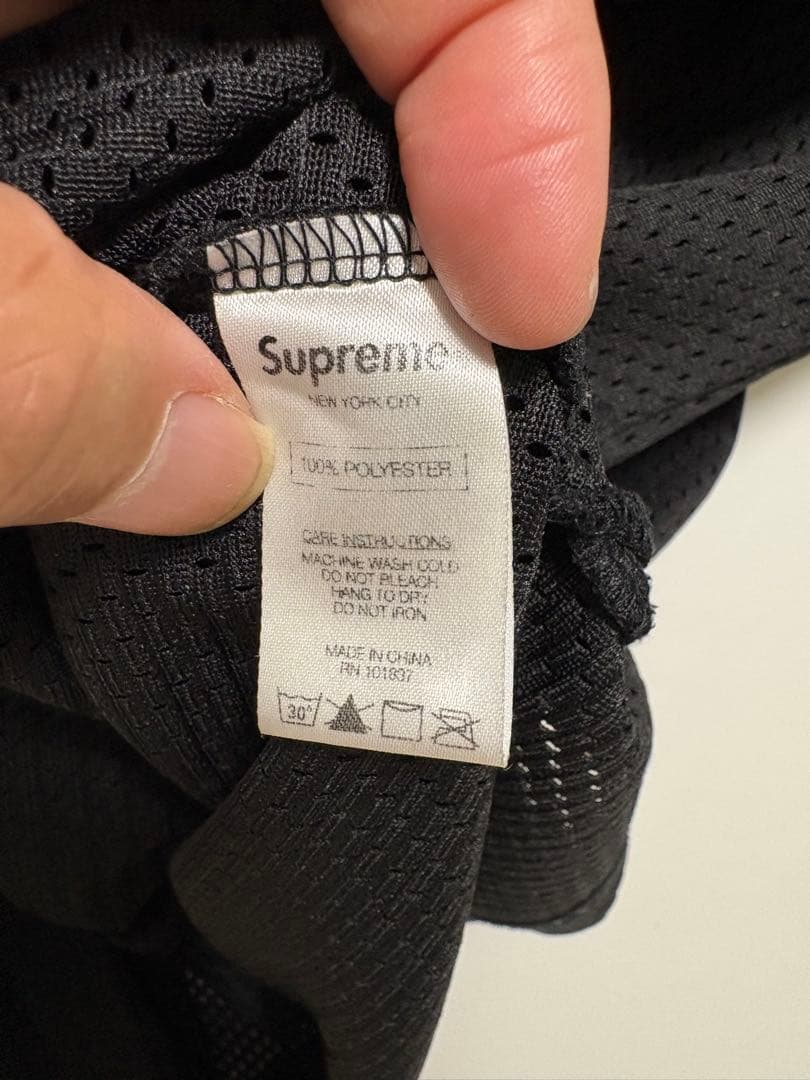 Supreme
NEW YORK CITY
100% POLYESTER
CARE INSTRUCTIONS
MACHINE WASH COLD
DO NOT BLEACH
HANG TO DRY
DO NOT IRON
MADE IN CHINA
RN 101837
30°